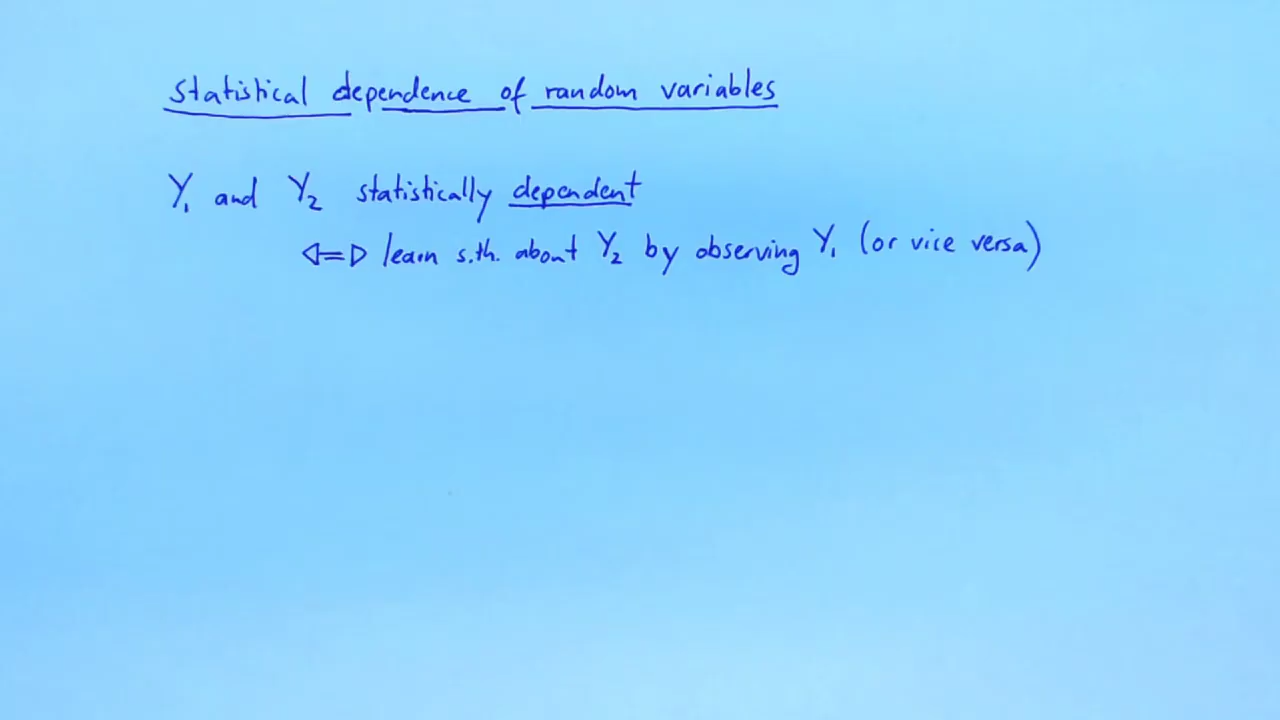 statistical dependence of random variables
Y₁ and Y₂ statistically dependent
⇔ learn s.th. about Y₂ by observing Y₁ (or vice versa)